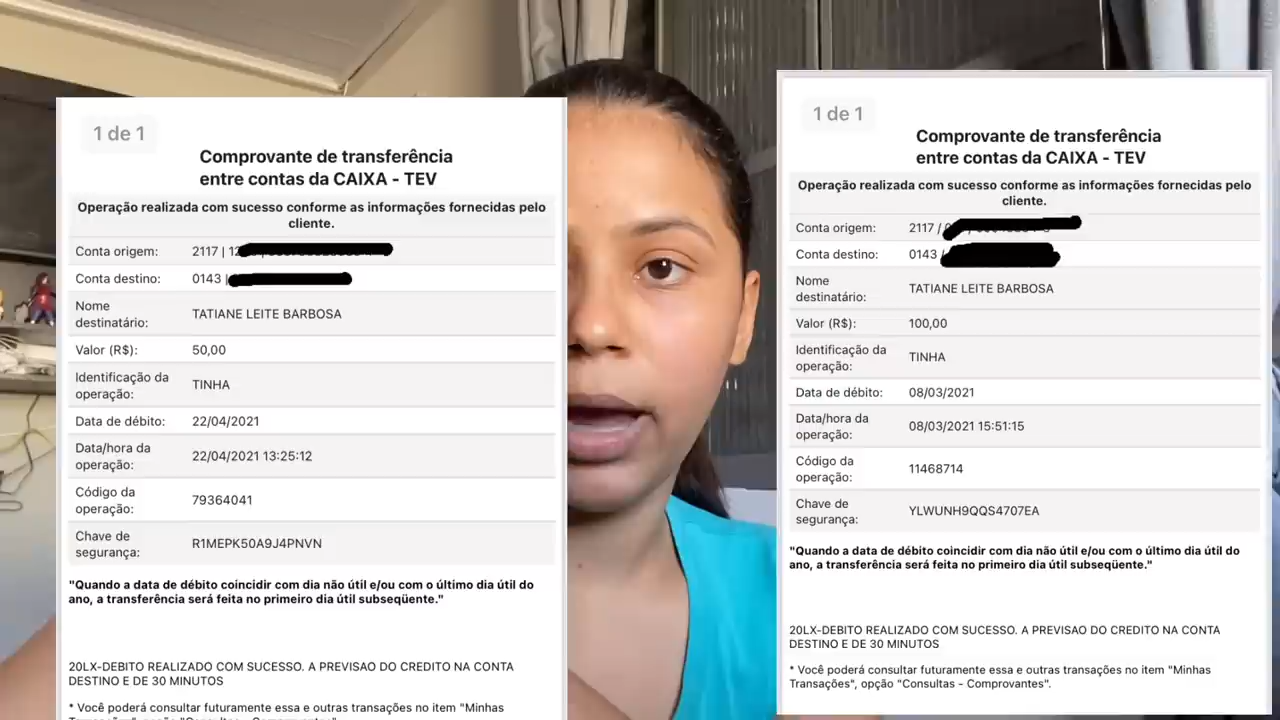 1 de 1
Comprovante de transferência
entre contas da CAIXA - TEV
Operação realizada com sucesso conforme as informações fornecidas pelo
cliente.
Conta origem: 2117 | 12
Conta destino: 0143 |
Nome
destinatário: TATIANE LEITE BARBOSA
Valor (R$): 50,00
Identificação da
operação: TINHA
Data de débito: 22/04/2021
Data/hora da
operação: 22/04/2021 13:25:12
Código da
operação: 79364041
Chave de
segurança: R1MEPK50A9J4PNVN
"Quando a data de débito coincidir com dia não útil e/ou com o último dia útil do
ano, a transferência será feita no primeiro dia útil subseqüente."
20LX-DEBITO REALIZADO COM SUCESSO. A PREVISAO DO CREDITO NA CONTA
DESTINO E DE 30 MINUTOS
* Você poderá consultar futuramente essa e outras transações no item "Minhas
Transações", opção "Consultas - Comprovantes".
1 de 1
Comprovante de transferência
entre contas da CAIXA - TEV
Operação realizada com sucesso conforme as informações fornecidas pelo
cliente.
Conta origem: 2117 /
Conta destino: 0143
Nome
destinatário: TATIANE LEITE BARBOSA
Valor (R$): 100,00
Identificação da
operação: TINHA
Data de débito: 08/03/2021
Data/hora da
operação: 08/03/2021 15:51:15
Código da
operação: 11468714
Chave de
segurança: YLWUNH9QQS4707EA
"Quando a data de débito coincidir com dia não útil e/ou com o último dia útil do
ano, a transferência será feita no primeiro dia útil subseqüente."
20LX-DEBITO REALIZADO COM SUCESSO. A PREVISAO DO CREDITO NA CONTA
DESTINO E DE 30 MINUTOS
* Você poderá consultar futuramente essa e outras transações no item "Minhas
Transações", opção "Consultas - Comprovantes".